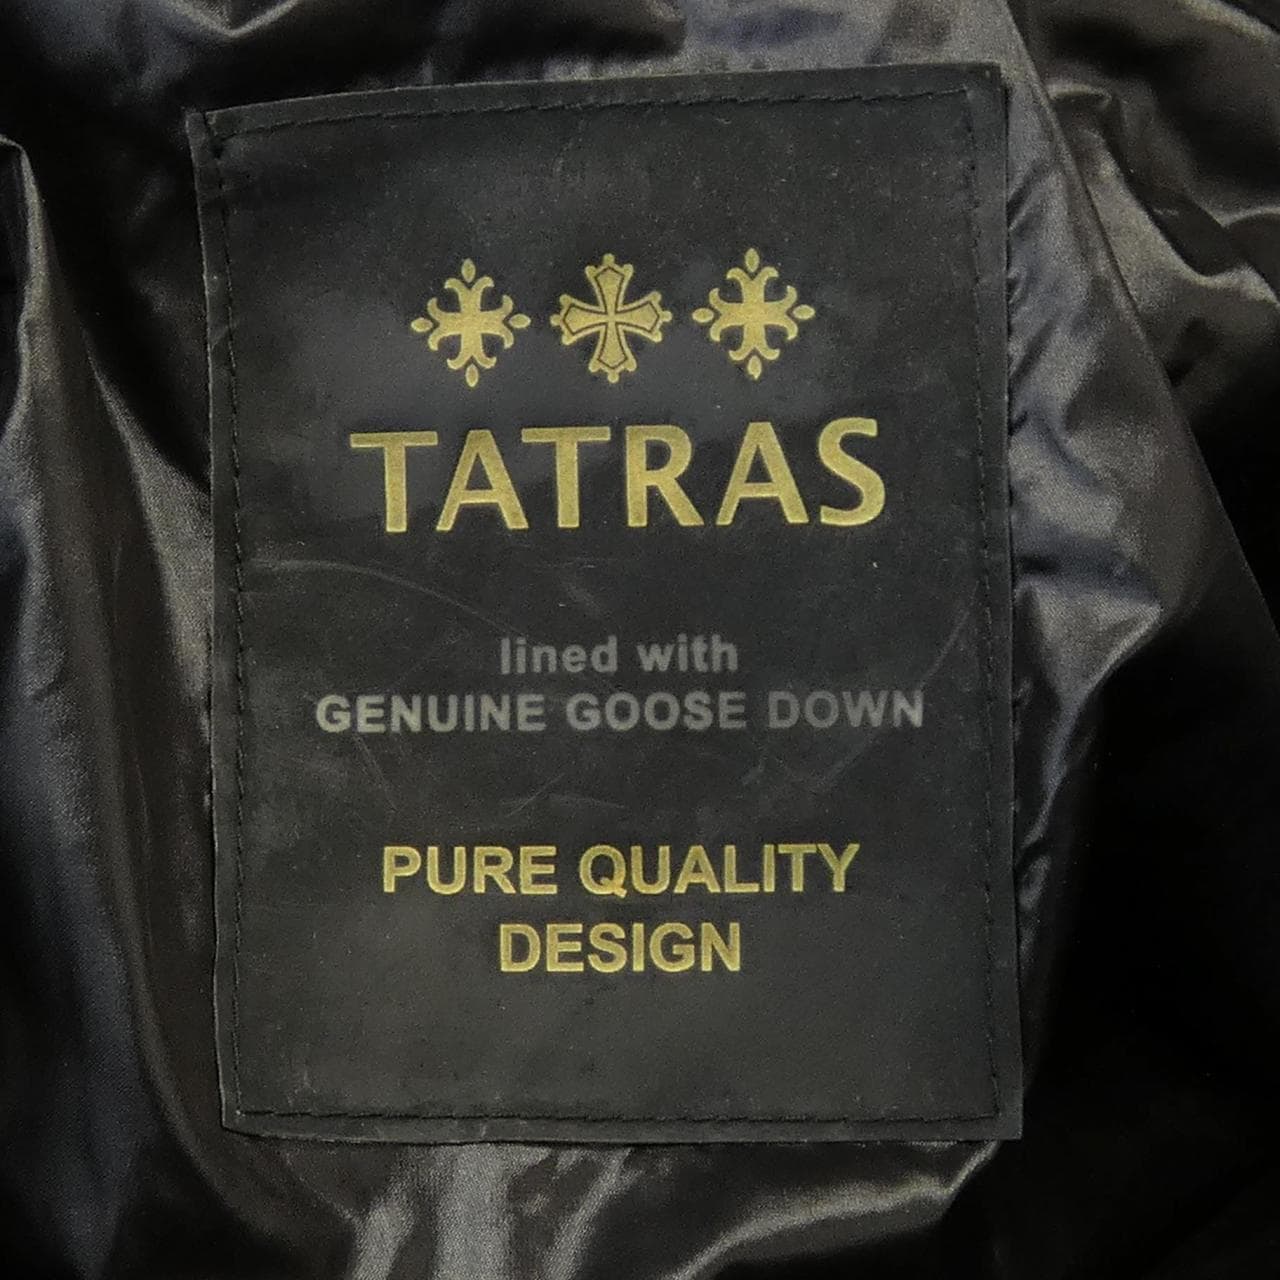 TATRAS
lined with
GENUINE GOOSE DOWN
PURE QUALITY
DESIGN